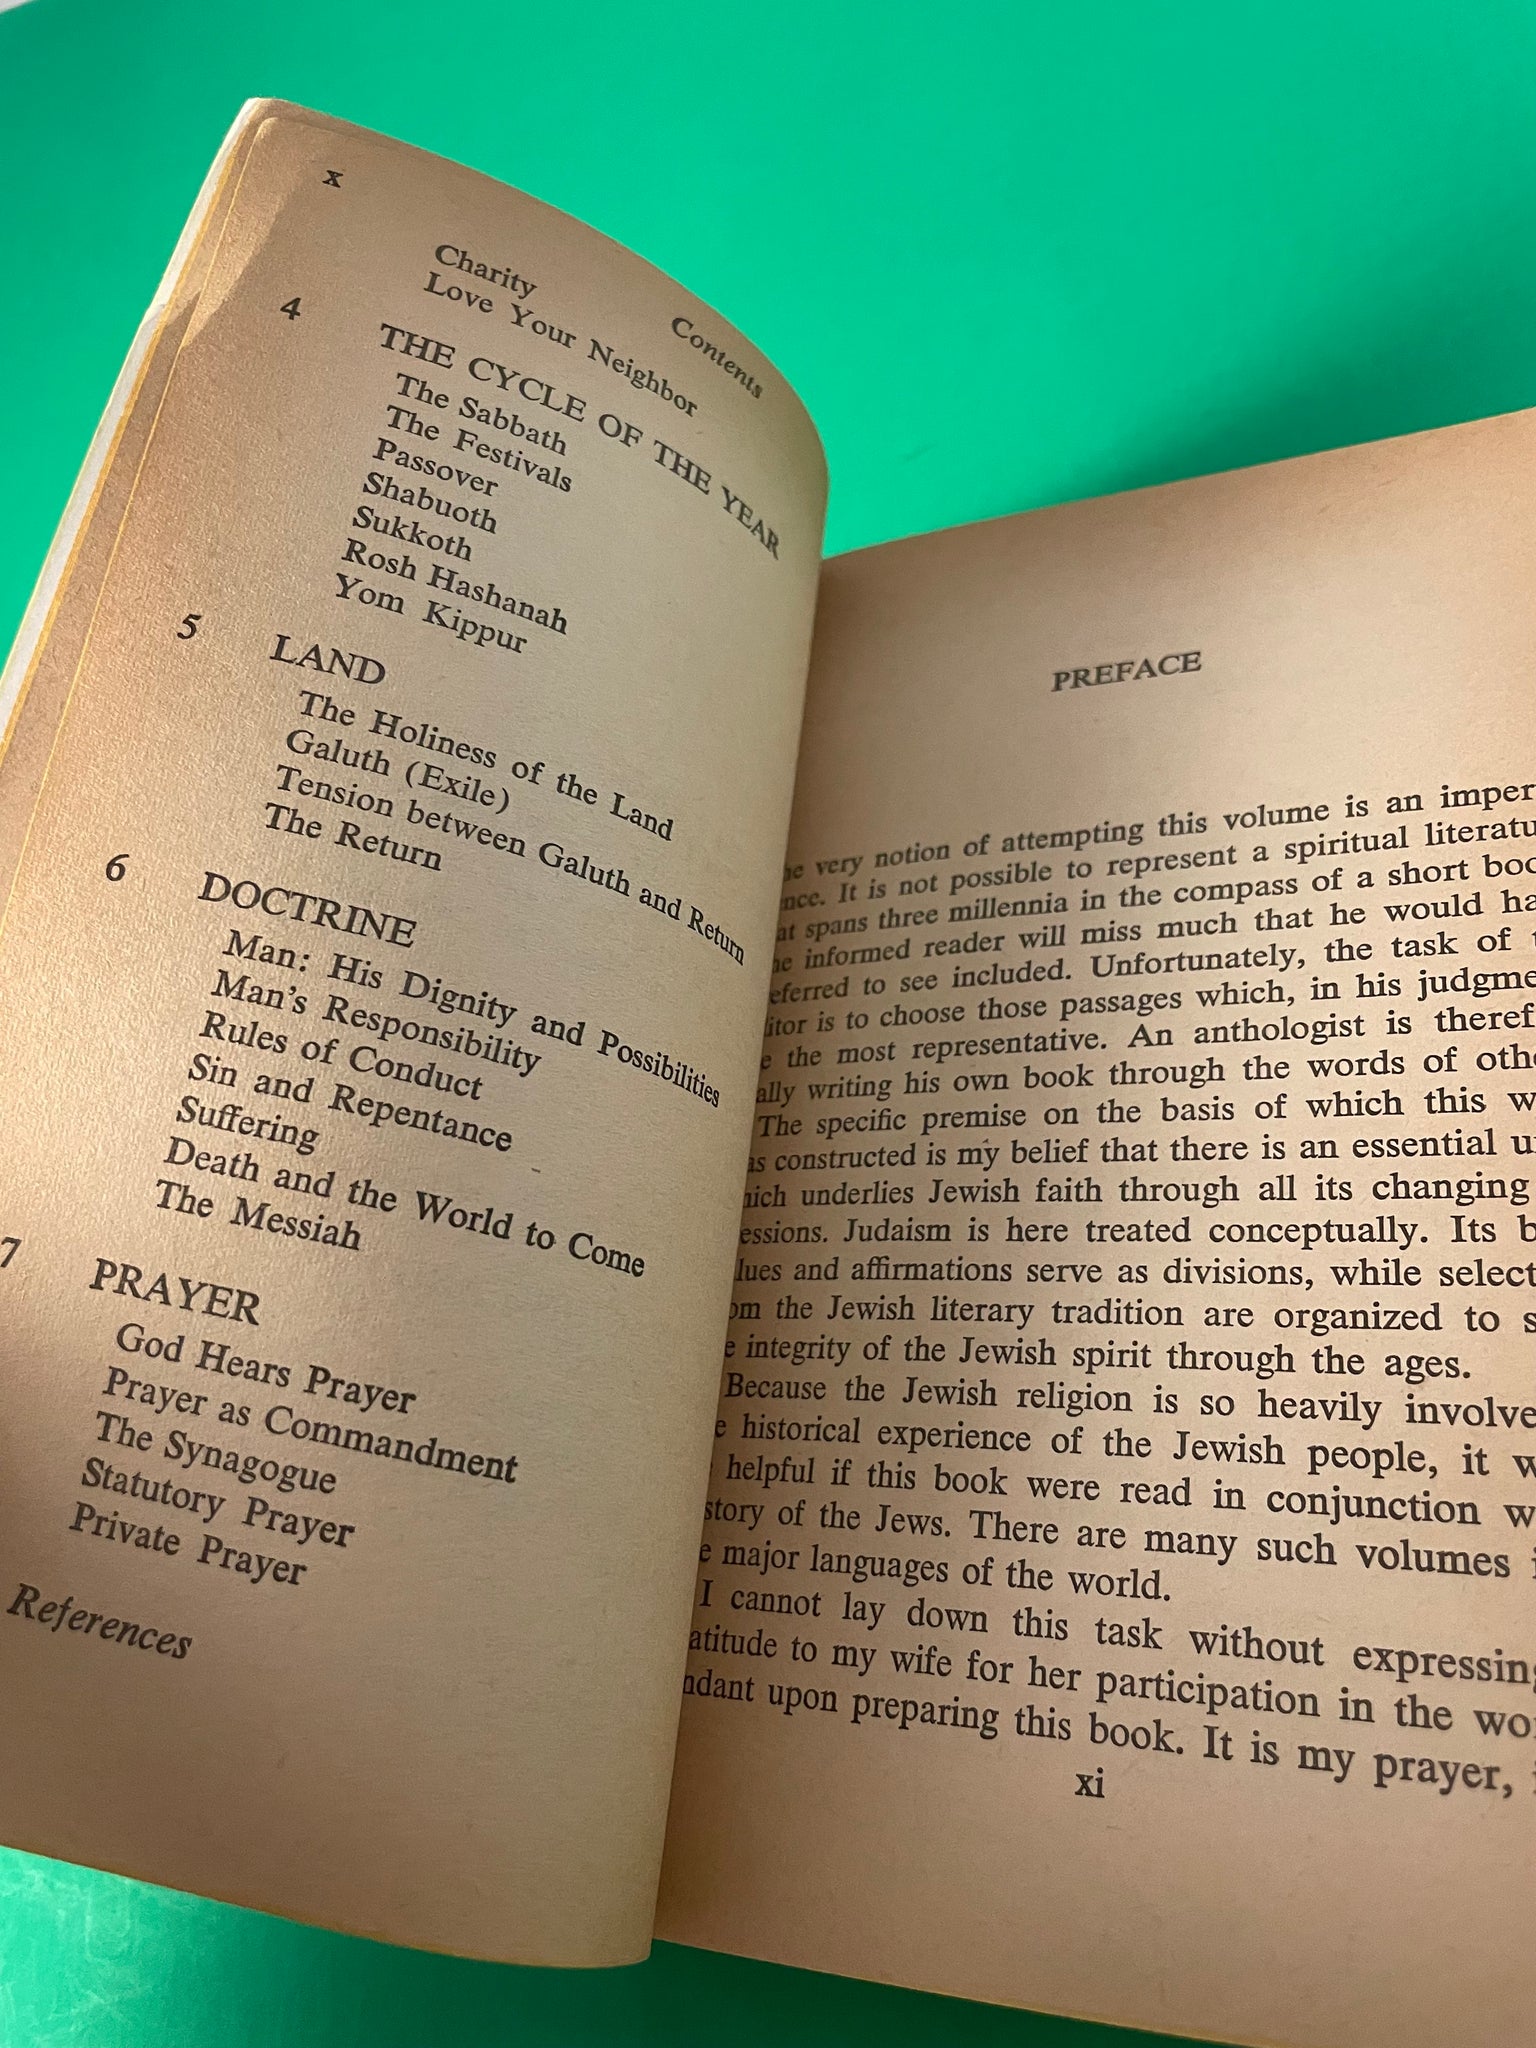 x
Contents
Charity
Love Your Neighbor
4 THE CYCLE OF THE YEAR
The Sabbath
The Festivals
Passover
Shabuoth
Sukkoth
Rosh Hashanah
Yom Kippur
5 LAND
The Holiness of the Land
Galuth (Exile)
Tension between Galuth and Return
The Return
6 DOCTRINE
Man: His Dignity and Possibilities
Man's Responsibility
Rules of Conduct
Sin and Repentance
Suffering
Death and the World to Come
The Messiah
7 PRAYER
God Hears Prayer
Prayer as Commandment
The Synagogue
Statutory Prayer
Private Prayer
References
PREFACE
very notion of attempting this volume is an
It is not possible to represent a spiritual
spans three millennia in the compass of a short
informed reader will miss much that he would
to see included. Unfortunately, the task of
is to choose those passages which, in his
the most representative. An anthologist is
writing his own book through the words of
The specific premise on the basis of which this
constructed is my belief that there is an essential
underlies Jewish faith through all its changing
Judaism is here treated conceptually. Its
and affirmations serve as divisions, while
the Jewish literary tradition are organized to
integrity of the Jewish spirit through the ages.
Because the Jewish religion is so heavily
historical experience of the Jewish people, it
helpful if this book were read in conjunction
of the Jews. There are many such volumes
major languages of the world.
I cannot lay down this task without
to my wife for her participation in the
upon preparing this book. It is my prayer,
xi